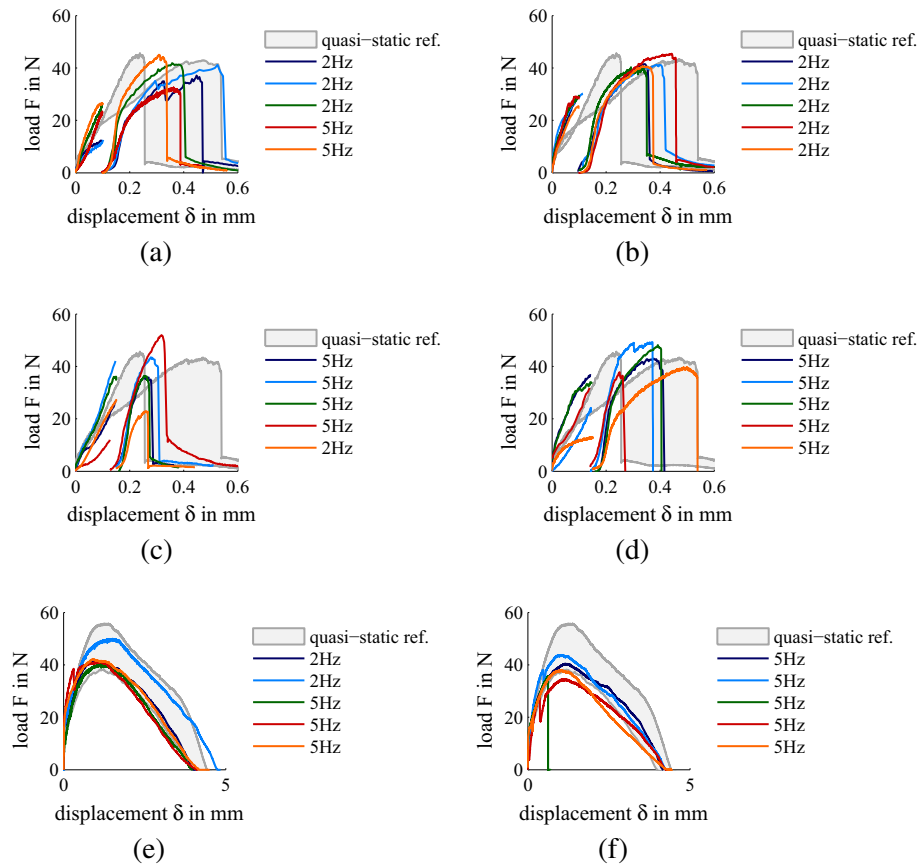 60
40
20
0
load F in N
0 0.2 0.4 0.6
displacement δ in mm
quasi−static ref.
2Hz
2Hz
2Hz
5Hz
5Hz
(a)
60
40
20
0
load F in N
0 0.2 0.4 0.6
displacement δ in mm
quasi−static ref.
2Hz
2Hz
2Hz
2Hz
2Hz
(b)
60
40
20
0
load F in N
0 0.2 0.4 0.6
displacement δ in mm
quasi−static ref.
5Hz
5Hz
5Hz
5Hz
2Hz
(c)
60
40
20
0
load F in N
0 0.2 0.4 0.6
displacement δ in mm
quasi−static ref.
5Hz
5Hz
5Hz
5Hz
5Hz
(d)
60
40
20
0
load F in N
0 5
displacement δ in mm
quasi−static ref.
2Hz
2Hz
5Hz
5Hz
5Hz
(e)
60
40
20
0
load F in N
0 5
displacement δ in mm
quasi−static ref.
5Hz
5Hz
5Hz
5Hz
5Hz
(f)